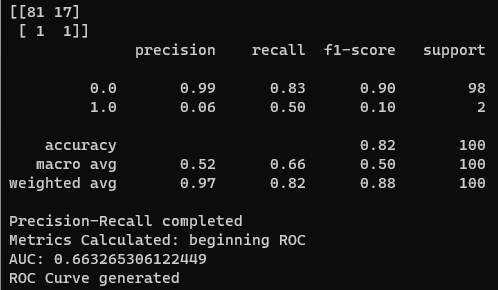 [[81 17]
 [ 1  1]]
              precision    recall  f1-score   support

         0.0       0.99      0.83      0.90        98
         1.0       0.06      0.50      0.10         2

    accuracy                           0.82       100
   macro avg       0.52      0.66      0.50       100
weighted avg       0.97      0.82      0.88       100

Precision-Recall completed
Metrics Calculated: beginning ROC
AUC: 0.663265306122449
ROC Curve generated